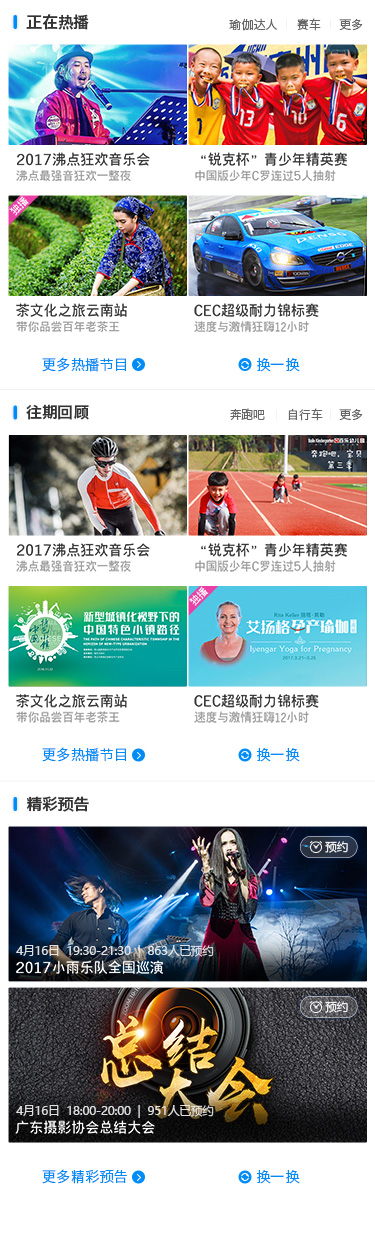 正在热播
瑜伽达人 赛车 更多
2017沸点狂欢音乐会
沸点最强音狂欢一整夜
“锐克杯”青少年精英赛
中国版少年C罗连过5人抽射
独播
茶文化之旅云南站
带你品尝百年老茶王
CEC超级耐力锦标赛
速度与激情狂嗨12小时
更多热播节目
换一换
往期回顾
奔跑吧 自行车 更多
奔跑吧,宝贝
第三季
2017沸点狂欢音乐会
沸点最强音狂欢一整夜
“锐克杯”青少年精英赛
中国版少年C罗连过5人抽射
新型城镇化视野下的
中国特色小镇路径
独播
艾扬格孕产瑜伽
Iyengar Yoga for Pregnancy
2017.3.21-3.25
茶文化之旅云南站
带你品尝百年老茶王
CEC超级耐力锦标赛
速度与激情狂嗨12小时
更多热播节目
换一换
精彩预告
预约
4月16日 19:30-21:30 | 863人已预约
2017小雨乐队全国巡演
预约
总结大会
4月16日 18:00-20:00 | 951人已预约
广东摄影协会总结大会
更多精彩预告
换一换